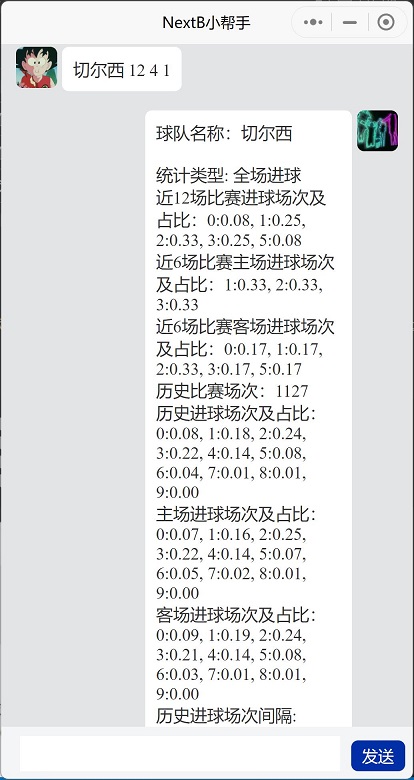 NextB小帮手
切尔西 12 4 1
球队名称：切尔西
统计类型: 全场进球
近12场比赛进球场次及
占比：0:0.08, 1:0.25,
2:0.33, 3:0.25, 5:0.08
近6场比赛主场进球场次
及占比：1:0.33, 2:0.33,
3:0.33
近6场比赛客场进球场次
及占比：0:0.17, 1:0.17,
2:0.33, 3:0.17, 5:0.17
历史比赛场次：1127
历史进球场次及占比：
0:0.08, 1:0.18, 2:0.24,
3:0.22, 4:0.14, 5:0.08,
6:0.04, 7:0.01, 8:0.01,
9:0.00
主场进球场次及占比：
0:0.07, 1:0.16, 2:0.25,
3:0.22, 4:0.14, 5:0.07,
6:0.05, 7:0.02, 8:0.01,
9:0.00
客场进球场次及占比：
0:0.09, 1:0.19, 2:0.24,
3:0.21, 4:0.14, 5:0.08,
6:0.03, 7:0.01, 8:0.01,
9:0.00
历史进球场次间隔:
发送